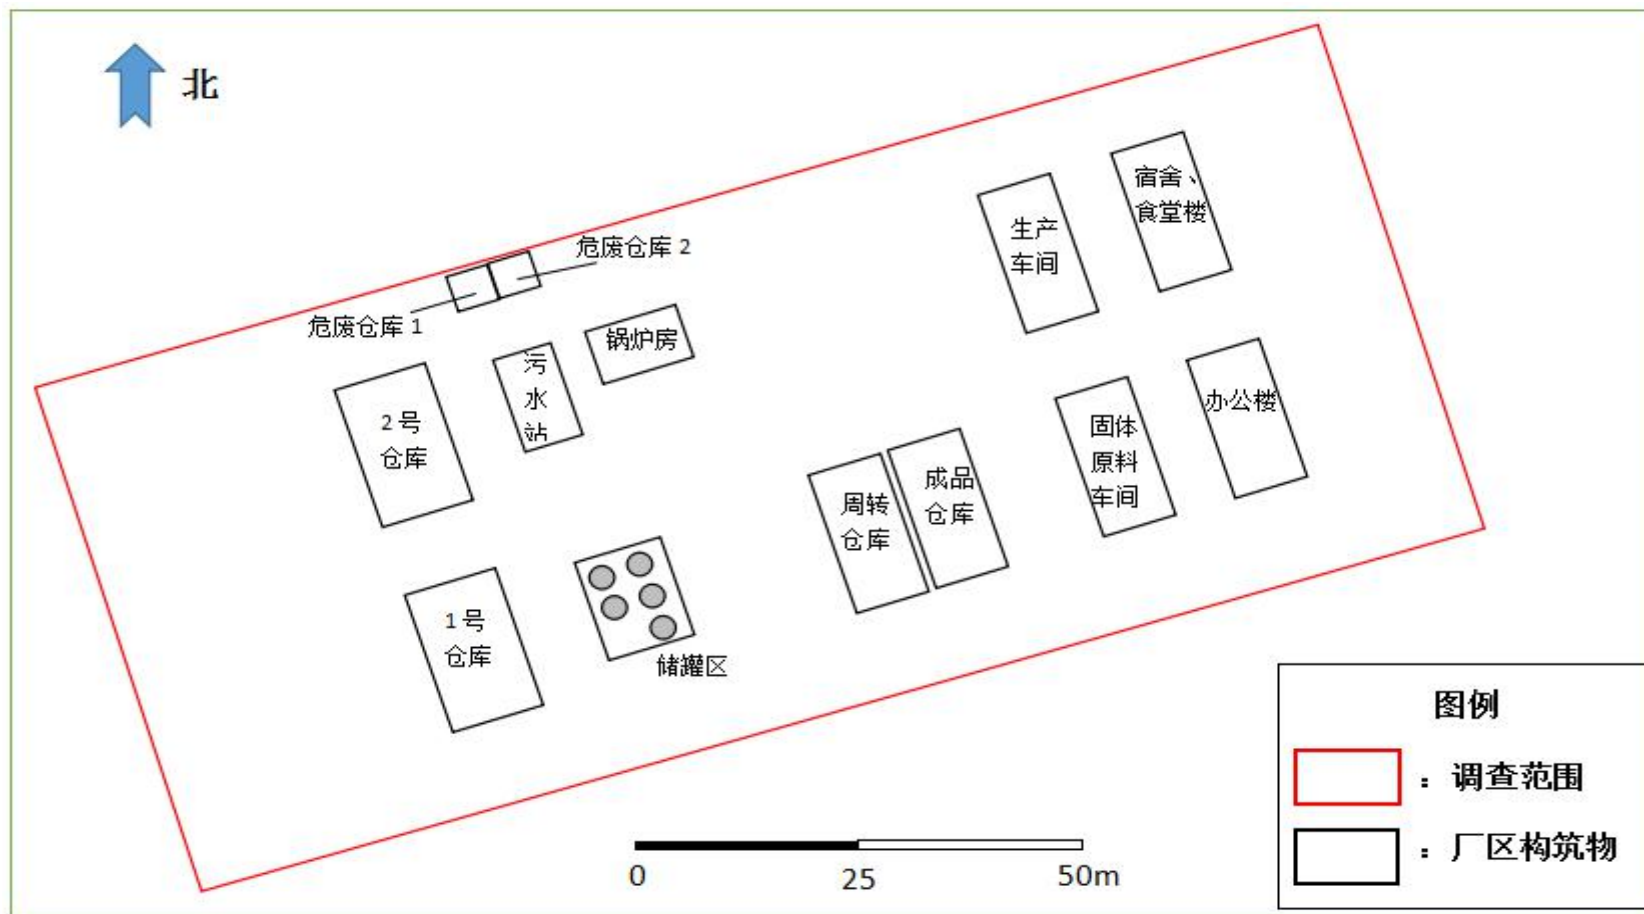 北
宿舍、
食堂楼
生产
车间
危废仓库 2
危废仓库 1
锅炉房
污
水
站
2 号
仓库
办公楼
固体
原料
车间
成品
仓库
周转
仓库
1 号
仓库
储罐区
图例
：调查范围
：厂区构筑物
0
25
50m